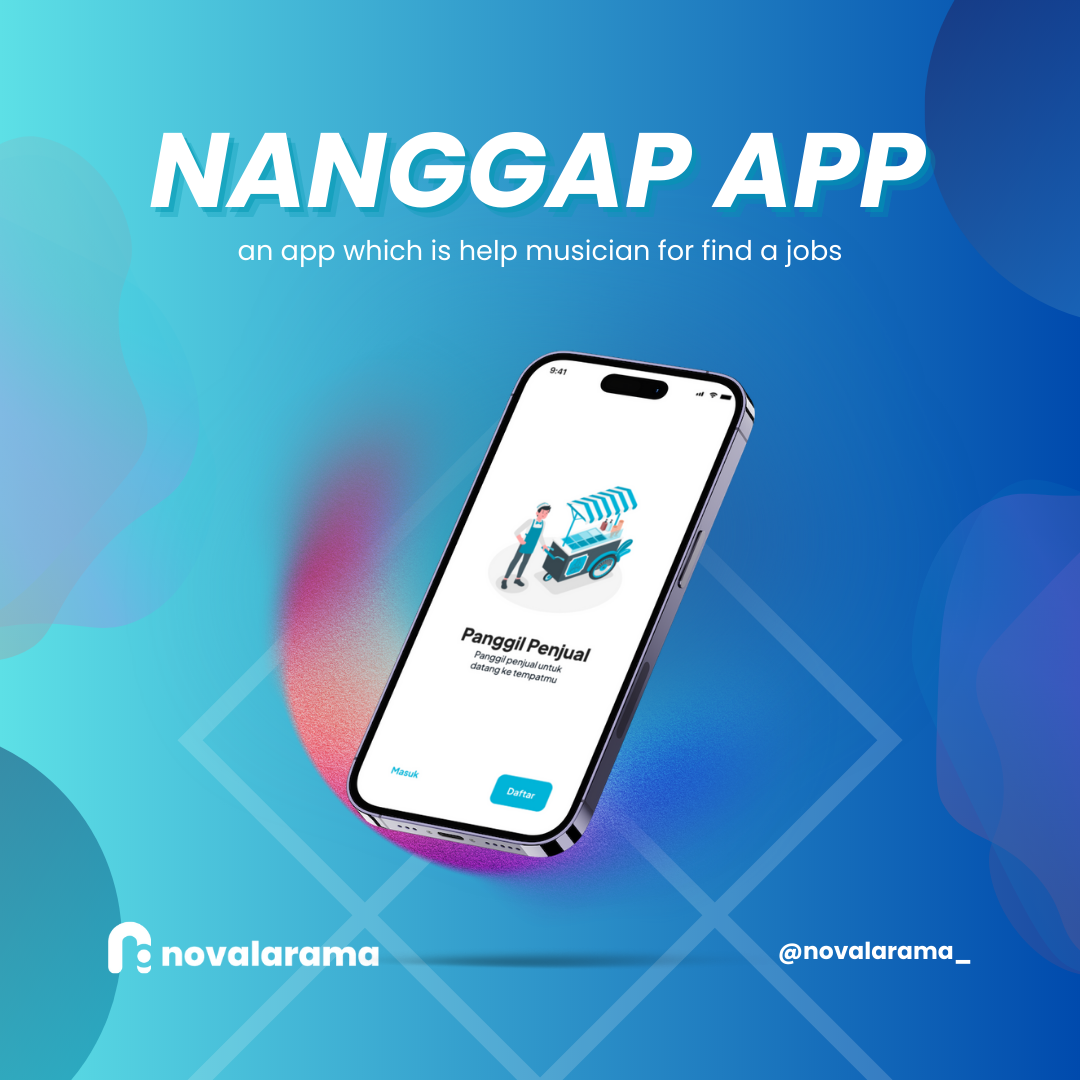 NANGGAP APP
an app which is help musician for find a jobs
9:41
Panggil Penjual
Panggil penjual untuk
datang ke tempatmu
Masuk
Daftar
novalarama
@novalarama_